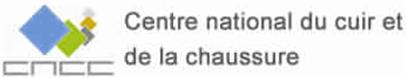 cncc
Centre national du cuir et
de la chaussure